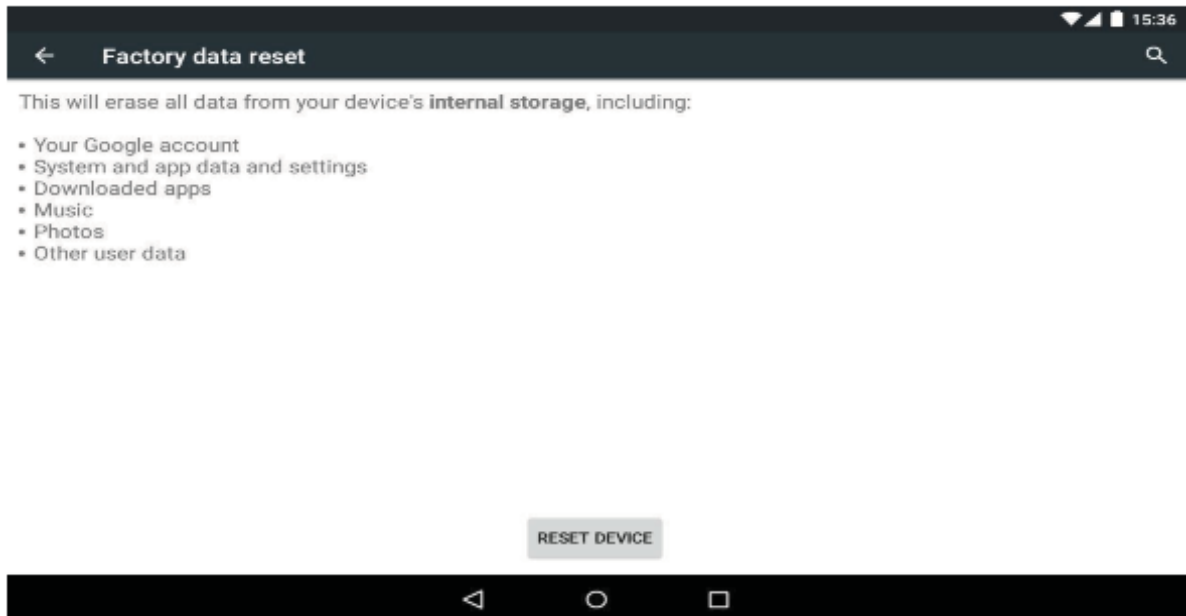 15:36
Factory data reset
This will erase all data from your device's internal storage, including:
• Your Google account
• System and app data and settings
• Downloaded apps
• Music
• Photos
• Other user data
RESET DEVICE